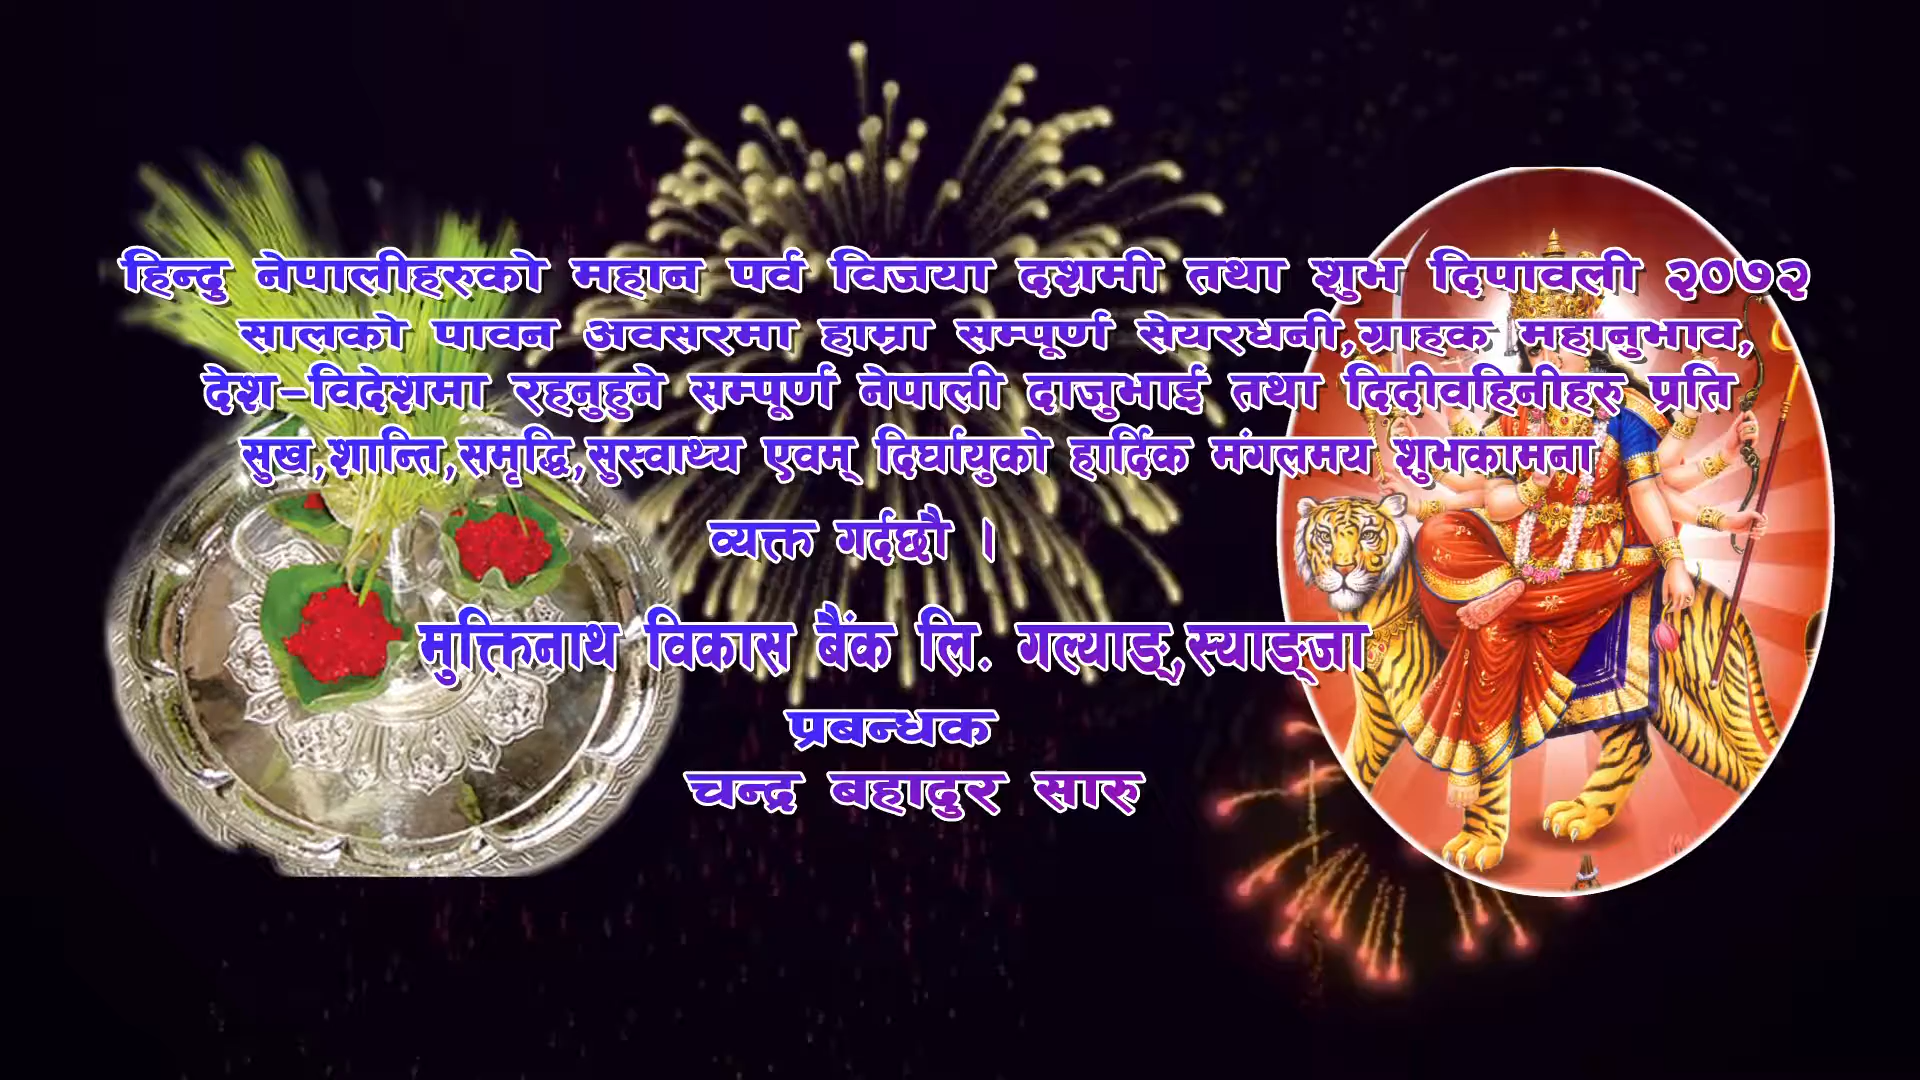 हिन्दु नेपालीहरुको महान पर्व विजया दशमी तथा शुभ दिपावली २०७२
सालको पावन अवसरमा हाम्रा सम्पूर्ण सेयरधनी,ग्राहक महानुभाव,
देश-विदेशमा रहनुहुने सम्पूर्ण नेपाली दाजुभाई तथा दिदीवहिनीहरु प्रति
सुख,शान्ति,समृद्धि,सुस्वाथ्य एवम् दिर्घायुको हार्दिक मंगलमय शुभकामना
व्यक्त गर्दछौ ।
मुक्तिनाथ विकास बैंक लि. गल्याङ्,स्याङ्जा
प्रबन्धक
चन्द्र बहादुर सारु